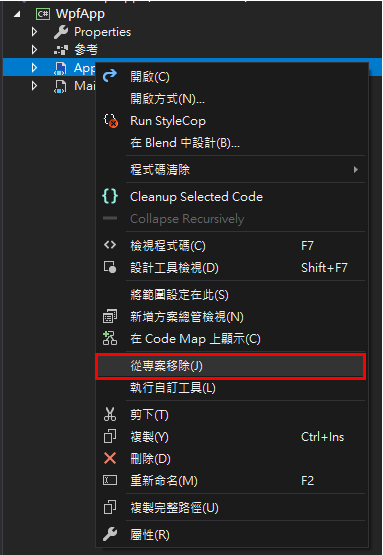 C# WpfApp
Properties
參考
App
Mai
開啟(C)
開啟方式(N)...
Run StyleCop
在 Blend 中設計(B)...
程式碼清除
Cleanup Selected Code
Collapse Recursively
檢視程式碼(C) F7
設計工具檢視(D) Shift+F7
將範圍設定在此(S)
新增方案總管檢視(N)
在 Code Map 上顯示(C)
從專案移除(J)
執行自訂工具(L)
剪下(T)
複製(Y) Ctrl+Ins
刪除(D)
重新命名(M) F2
複製完整路徑(U)
屬性(R)